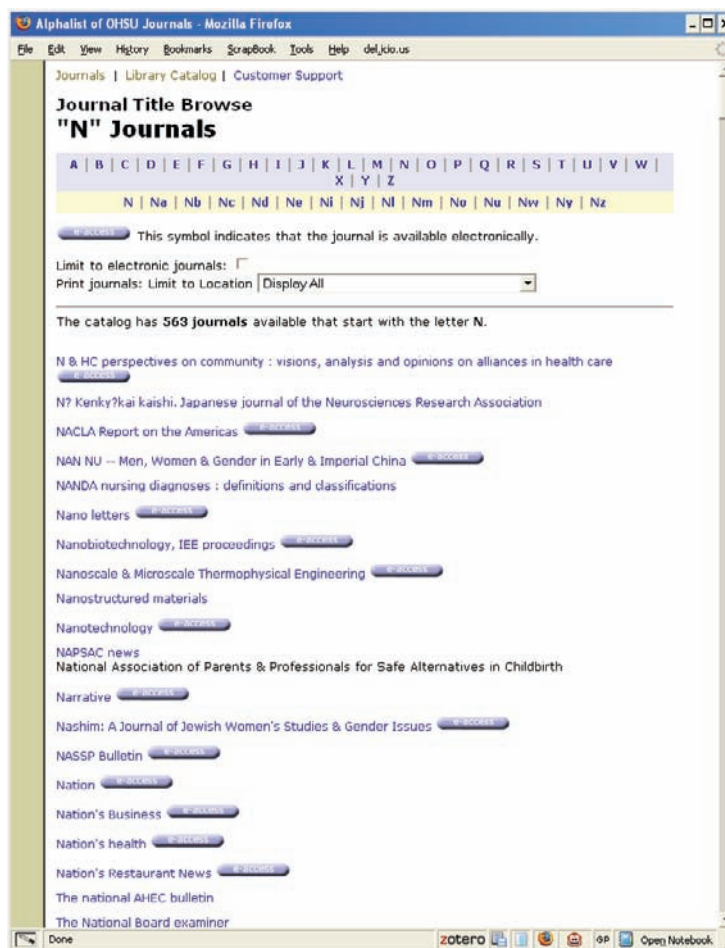 Alphalist of OHSU Journals - Mozilla Firefox
File Edit View History Bookmarks ScrapBook Tools Help del.icio.us
Journals | Library Catalog | Customer Support
Journal Title Browse
"N" Journals
A | B | C | D | E | F | G | H | I | J | K | L | M | N | O | P | Q | R | S | T | U | V | W |
X | Y | Z
N | Na | Nb | Nc | Nd | Ne | Ni | Nj | Nl | Nm | No | Nu | Nw | Ny | Nz
e-access This symbol indicates that the journal is available electronically.
Limit to electronic journals:
Print journals: Limit to Location Display All
The catalog has 563 journals available that start with the letter N.
N & HC perspectives on community : visions, analysis and opinions on alliances in health care
e-access
N? Kenky?kai kaishi. Japanese journal of the Neurosciences Research Association
NACLA Report on the Americas e-access
NAN NU -- Men, Women & Gender in Early & Imperial China e-access
NANDA nursing diagnoses : definitions and classifications
Nano letters e-access
Nanobiotechnology, IEE proceedings e-access
Nanoscale & Microscale Thermophysical Engineering e-access
Nanostructured materials
Nanotechnology e-access
NAPSAC news
National Association of Parents & Professionals for Safe Alternatives in Childbirth
Narrative e-access
Nashim: A Journal of Jewish Women's Studies & Gender Issues e-access
NASSP Bulletin e-access
Nation e-access
Nation's Business e-access
Nation's health e-access
Nation's Restaurant News e-access
The national AHEC bulletin
The National Board examiner
Done zotero GP Open Notebook